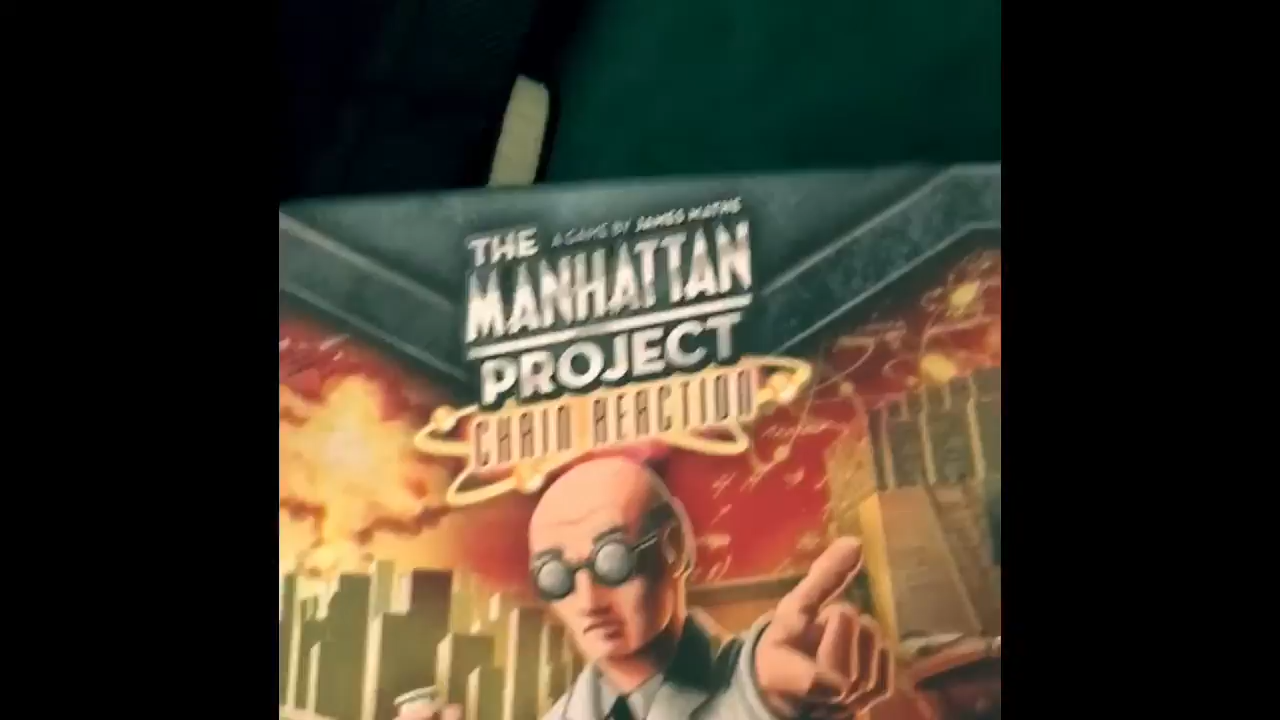 A GAME BY JAMES MATHE
THE
MANHATTAN
PROJECT
CHAIN REACTION